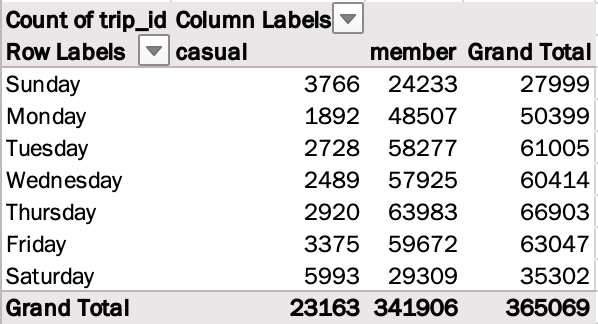 Count of trip_id Column Labels
Row Labels casual member Grand Total
Sunday 3766 24233 27999
Monday 1892 48507 50399
Tuesday 2728 58277 61005
Wednesday 2489 57925 60414
Thursday 2920 63983 66903
Friday 3375 59672 63047
Saturday 5993 29309 35302
Grand Total 23163 341906 365069